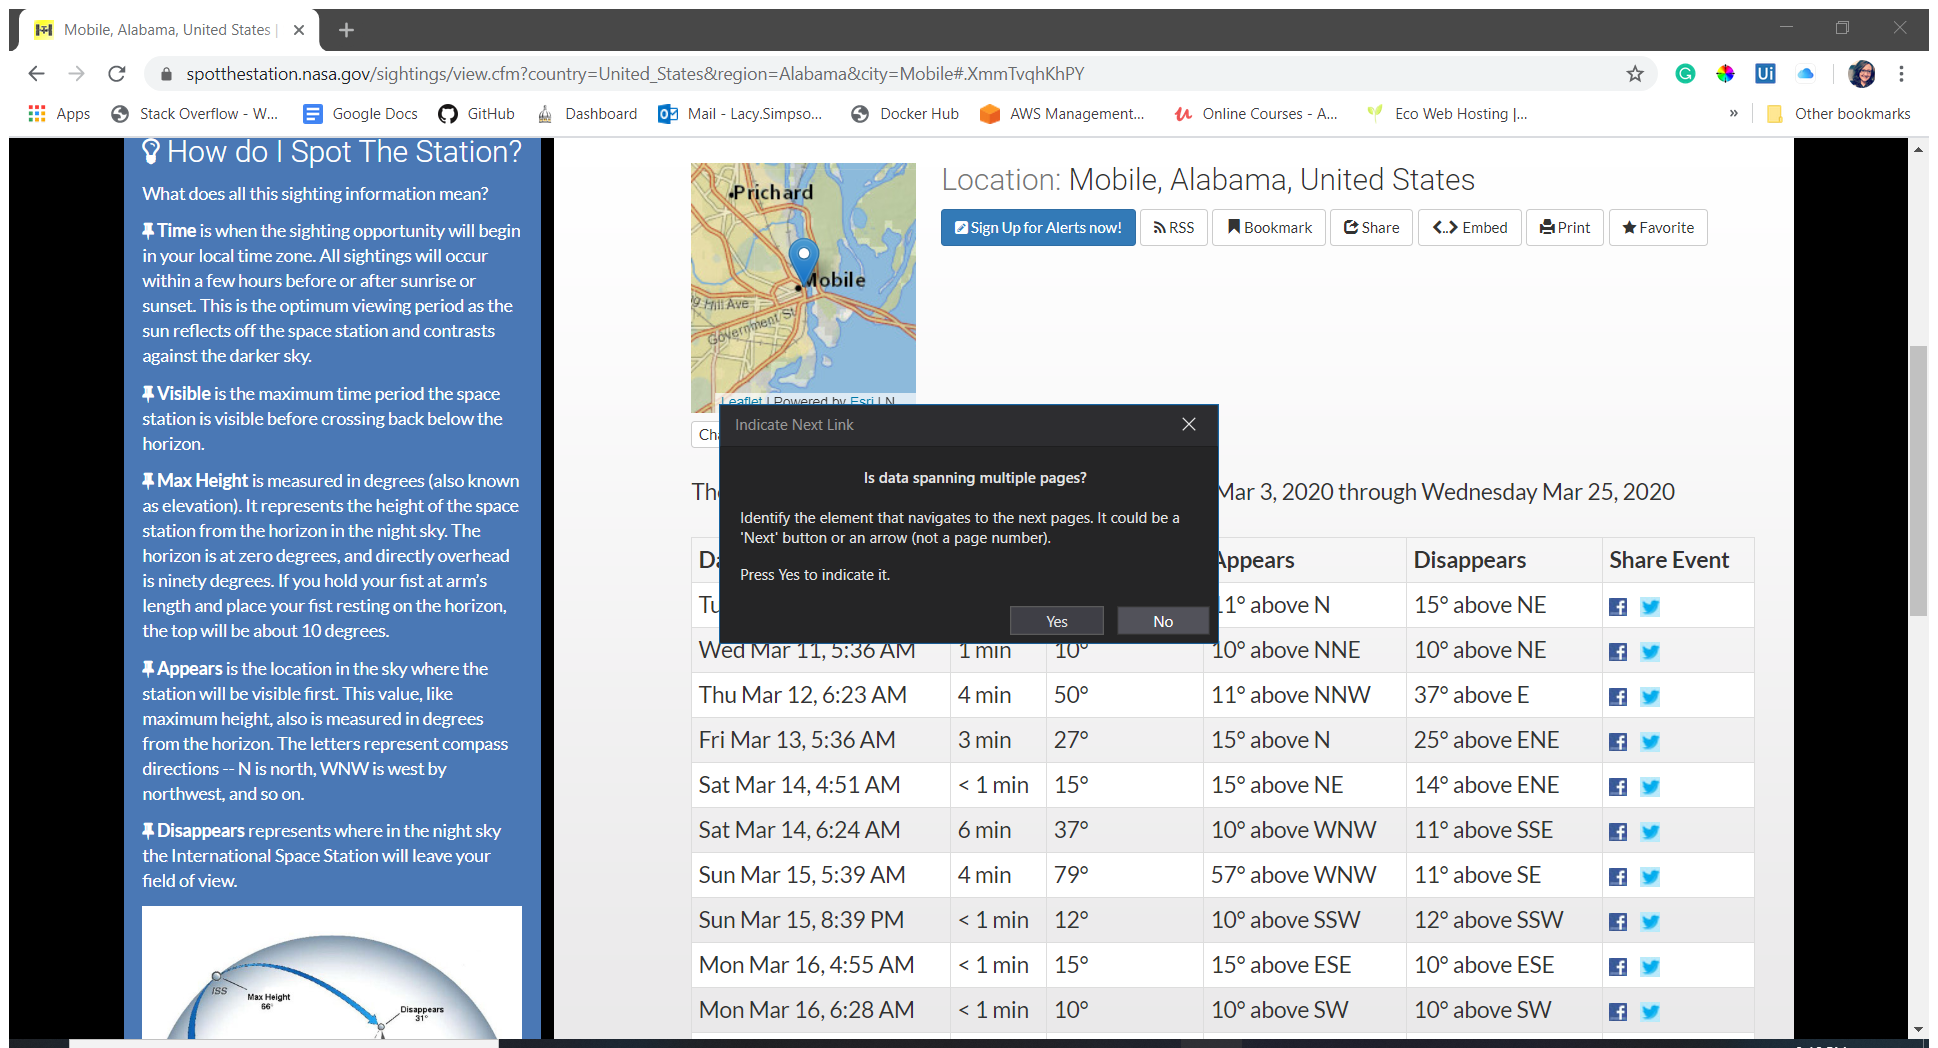 Mobile, Alabama, United States |
spotthestation.nasa.gov/sightings/view.cfm?country=United_States&region=Alabama&city=Mobile#.XmmTvqhKhPY
Apps Stack Overflow - W... Google Docs GitHub Dashboard Mail - Lacy.Simpso... Docker Hub AWS Management... Online Courses - A... Eco Web Hosting |... » Other bookmarks
How do I Spot The Station?
What does all this sighting information mean?
Time is when the sighting opportunity will begin
in your local time zone. All sightings will occur
within a few hours before or after sunrise or
sunset. This is the optimum viewing period as the
sun reflects off the space station and contrasts
against the darker sky.
Visible is the maximum time period the space
station is visible before crossing back below the
horizon.
Max Height is measured in degrees (also known
as elevation). It represents the height of the space
station from the horizon in the night sky. The
horizon is at zero degrees, and directly overhead
is ninety degrees. If you hold your fist at arm's
length and place your fist resting on the horizon,
the top will be about 10 degrees.
Appears is the location in the sky where the
station will be visible first. This value, like
maximum height, also is measured in degrees
from the horizon. The letters represent compass
directions -- N is north, WNW is west by
northwest, and so on.
Disappears represents where in the night sky
the International Space Station will leave your
field of view.
ISS
Max Height
66°
Disappears
31°
Prichard
Mobile
Hill Ave
Government St
Leaflet | Powered by Esri | N
Location: Mobile, Alabama, United States
Sign Up for Alerts now! RSS Bookmark Share <..> Embed Print Favorite
Indicate Next Link
Is data spanning multiple pages?
Identify the element that navigates to the next pages. It could be a
'Next' button or an arrow (not a page number).
Press Yes to indicate it.
Yes No
Mar 3, 2020 through Wednesday Mar 25, 2020
Appears Disappears Share Event
11° above N 15° above NE
Wed Mar 11, 5:36 AM 1 min 10° 10° above NNE 10° above NE
Thu Mar 12, 6:23 AM 4 min 50° 11° above NNW 37° above E
Fri Mar 13, 5:36 AM 3 min 27° 15° above N 25° above ENE
Sat Mar 14, 4:51 AM < 1 min 15° 15° above NE 14° above ENE
Sat Mar 14, 6:24 AM 6 min 37° 10° above WNW 11° above SSE
Sun Mar 15, 5:39 AM 4 min 79° 57° above WNW 11° above SE
Sun Mar 15, 8:39 PM < 1 min 12° 10° above SSW 12° above SSW
Mon Mar 16, 4:55 AM < 1 min 15° 15° above ESE 10° above ESE
Mon Mar 16, 6:28 AM < 1 min 10° 10° above SW 10° above SW